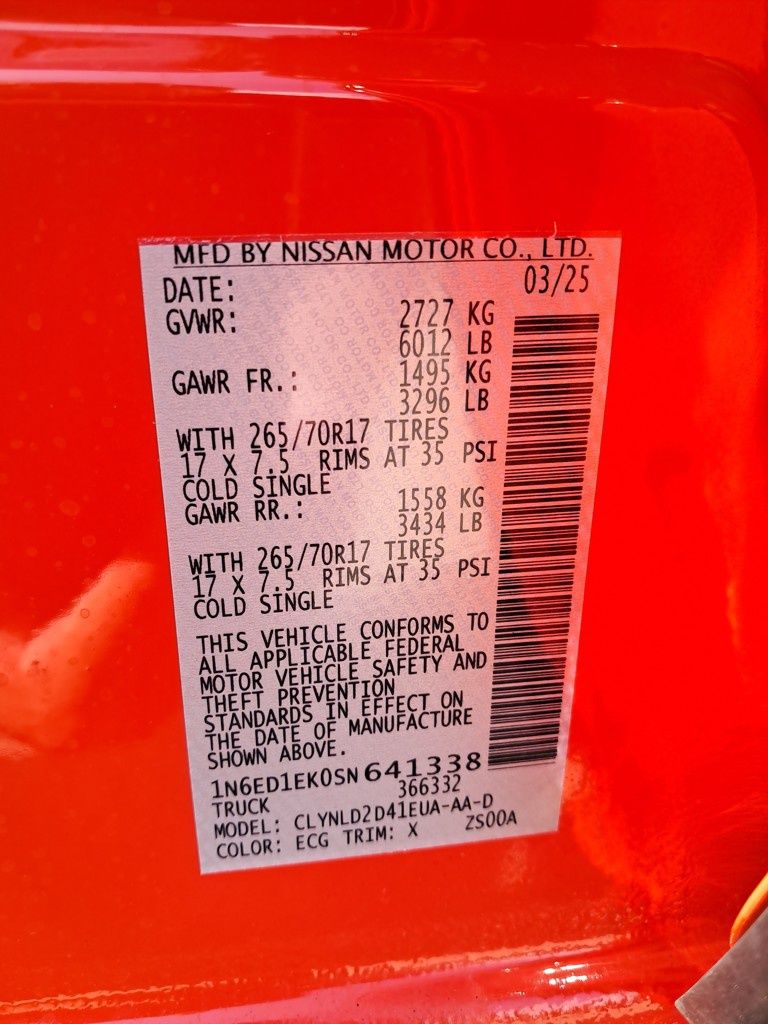 MFD BY NISSAN MOTOR CO., LTD.
DATE: 03/25
GVWR: 2727 KG
6012 LB
GAWR FR.: 1495 KG
3296 LB
WITH 265/70R17 TIRES
17 X 7.5 RIMS AT 35 PSI
COLD SINGLE
GAWR RR.: 1558 KG
3434 LB
WITH 265/70R17 TIRES
17 X 7.5 RIMS AT 35 PSI
COLD SINGLE
THIS VEHICLE CONFORMS TO
ALL APPLICABLE FEDERAL
MOTOR VEHICLE SAFETY AND
THEFT PREVENTION
STANDARDS IN EFFECT ON
THE DATE OF MANUFACTURE
SHOWN ABOVE.
1N6ED1EK0SN641338
TRUCK 366332
MODEL: CLYNLD2D41EUA-AA-D
COLOR: ECG TRIM: X ZS00A